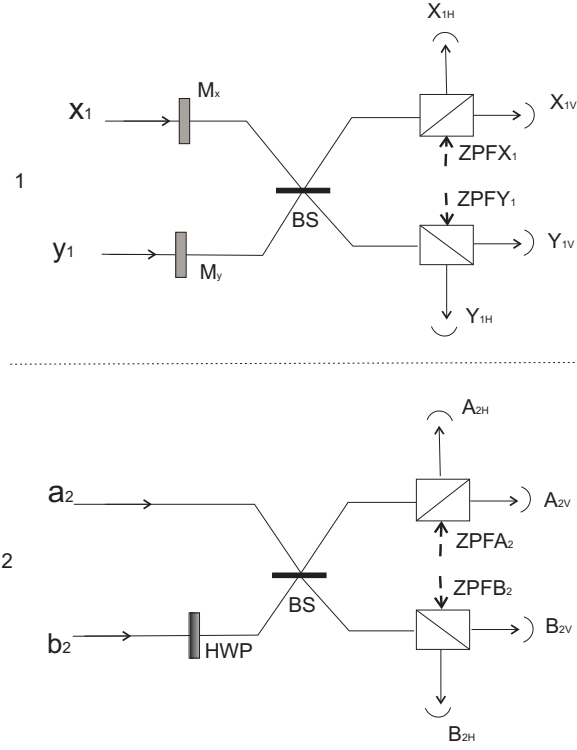 X1H
x1
Mx
X1V
ZPFX1
1
ZPFY1
BS
y1
Y1V
My
Y1H
A2H
a2
A2V
ZPFA2
2
ZPFB2
BS
b2
B2V
HWP
B2H